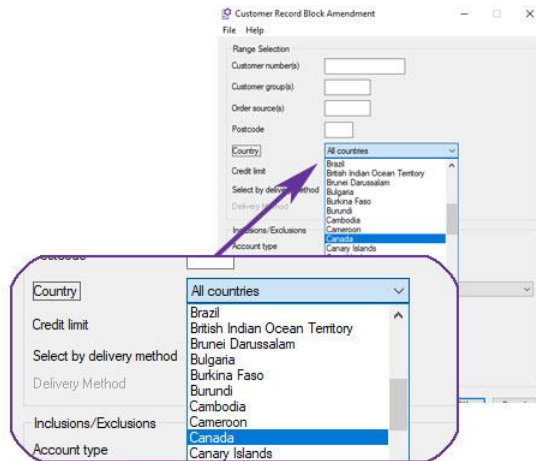 Customer Record Block Amendment
File Help
Range Selection
Customer number(s)
Customer group(s)
Order source(s)
Postcode
Country All countries
Brazil
Credit limit British Indian Ocean Territory
Brunei Darussalam
Select by delivery method Bulgaria
Burkina Faso
Delivery Method Burundi
Cambodia
Inclusions/Exclusions Cameroon
Canada
Account type Canary Islands
Country All countries
Brazil
Credit limit British Indian Ocean Territory
Brunei Darussalam
Select by delivery method Bulgaria
Burkina Faso
Delivery Method Burundi
Cambodia
Inclusions/Exclusions Cameroon
Canada
Account type Canary Islands